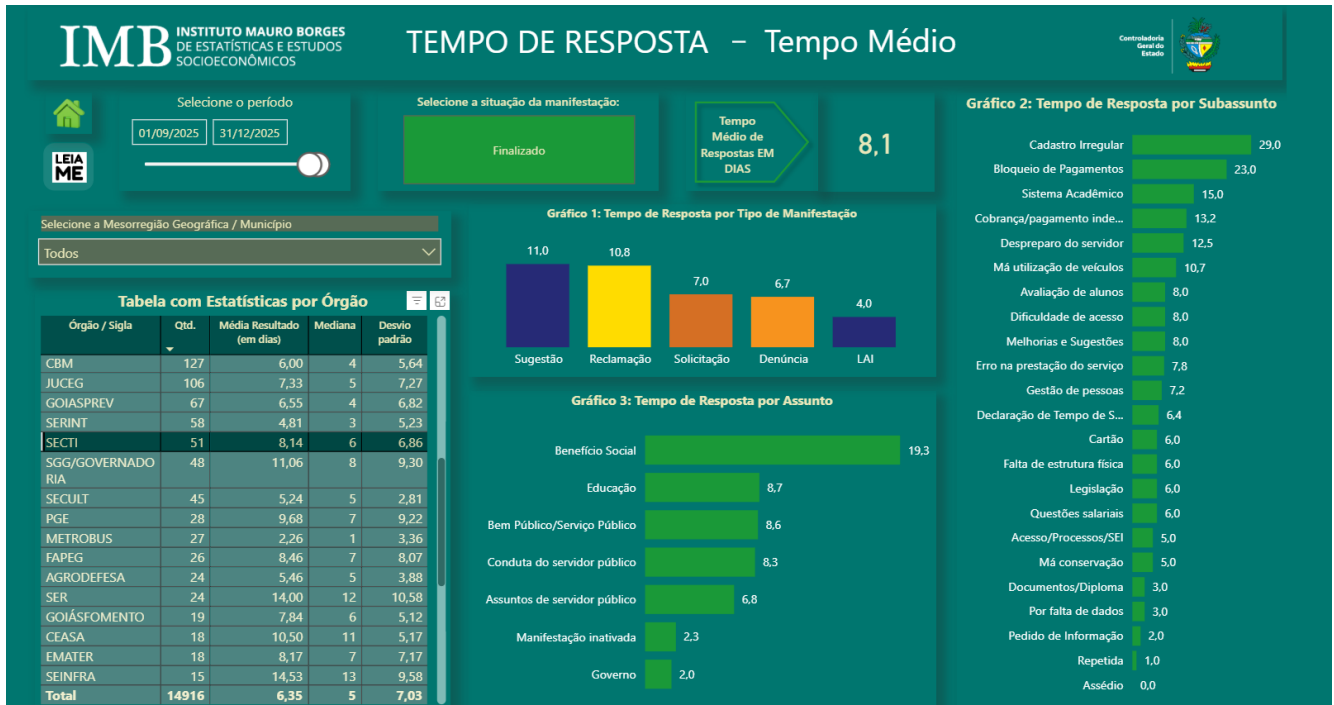 IMB
INSTITUTO MAURO BORGES
DE ESTATÍSTICAS E ESTUDOS
SOCIOECONÔMICOS
TEMPO DE RESPOSTA – Tempo Médio
Controladoria
Geral do
Estado
LEIA
ME
Selecione o período
01/09/2025 31/12/2025
Selecione a situação da manifestação:
Finalizado
Tempo
Médio de
Respostas EM
DIAS
8,1
Selecione a Mesorregião Geográfica / Município
Todos
Tabela com Estatísticas por Órgão
Órgão / Sigla Qtd. Média Resultado (em dias) Mediana Desvio padrão
CBM 127 6,00 4 5,64
JUCEG 106 7,33 5 7,27
GOIASPREV 67 6,55 4 6,82
SERINT 58 4,81 3 5,23
SECTI 51 8,14 6 6,86
SGG/GOVERNADO 48 11,06 8 9,30
RIA
SECULT 45 5,24 5 2,81
PGE 28 9,68 7 9,22
METROBUS 27 2,26 1 3,36
FAPEG 26 8,46 7 8,07
AGRODEFESA 24 5,46 5 3,88
SER 24 14,00 12 10,58
GOIÁSFOMENTO 19 7,84 6 5,12
CEASA 18 10,50 11 5,17
EMATER 18 8,17 7 7,17
SEINFRA 15 14,53 13 9,58
Total 14916 6,35 5 7,03
Gráfico 1: Tempo de Resposta por Tipo de Manifestação
11,0 10,8 7,0 6,7 4,0
Sugestão Reclamação Solicitação Denúncia LAI
Gráfico 3: Tempo de Resposta por Assunto
Benefício Social 19,3
Educação 8,7
Bem Público/Serviço Público 8,6
Conduta do servidor público 8,3
Assuntos de servidor público 6,8
Manifestação inativada 2,3
Governo 2,0
Gráfico 2: Tempo de Resposta por Subassunto
Cadastro Irregular 29,0
Bloqueio de Pagamentos 23,0
Sistema Acadêmico 15,0
Cobrança/pagamento inde... 13,2
Despreparo do servidor 12,5
Má utilização de veículos 10,7
Avaliação de alunos 8,0
Dificuldade de acesso 8,0
Melhorias e Sugestões 8,0
Erro na prestação do serviço 7,8
Gestão de pessoas 7,2
Declaração de Tempo de S... 6,4
Cartão 6,0
Falta de estrutura física 6,0
Legislação 6,0
Questões salariais 6,0
Acesso/Processos/SEI 5,0
Má conservação 5,0
Documentos/Diploma 3,0
Por falta de dados 3,0
Pedido de Informação 2,0
Repetida 1,0
Assédio 0,0